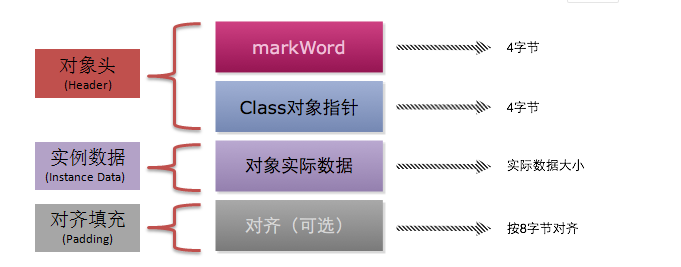 对象头
(Header)
markWord
4字节
Class对象指针
4字节
实例数据
(Instance Data)
对象实际数据
实际数据大小
对齐填充
(Padding)
对齐（可选）
按8字节对齐